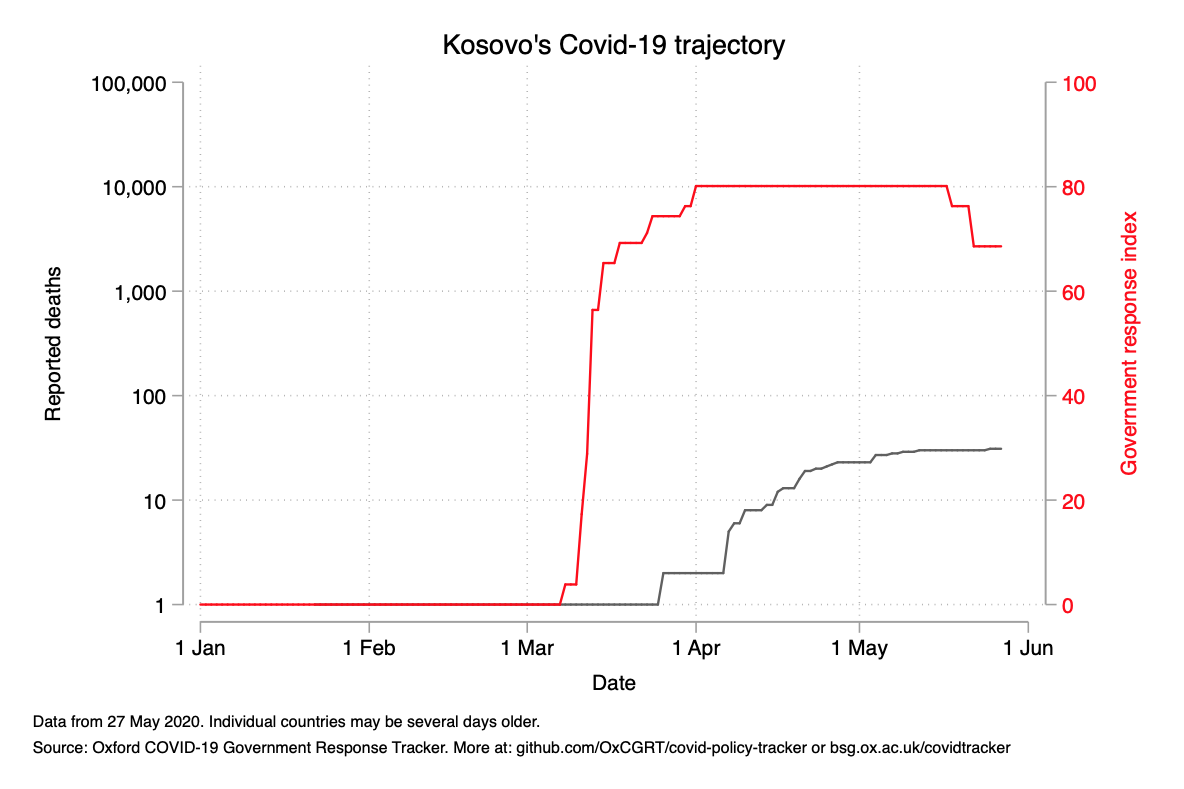 Kosovo's Covid-19 trajectory
100,000
10,000
1,000
100
10
1
Reported deaths
100
80
60
40
20
0
Government response index
1 Jan
1 Feb
1 Mar
1 Apr
1 May
1 Jun
Date
Data from 27 May 2020. Individual countries may be several days older.
Source: Oxford COVID-19 Government Response Tracker. More at: github.com/OxCGRT/covid-policy-tracker or bsg.ox.ac.uk/covidtracker